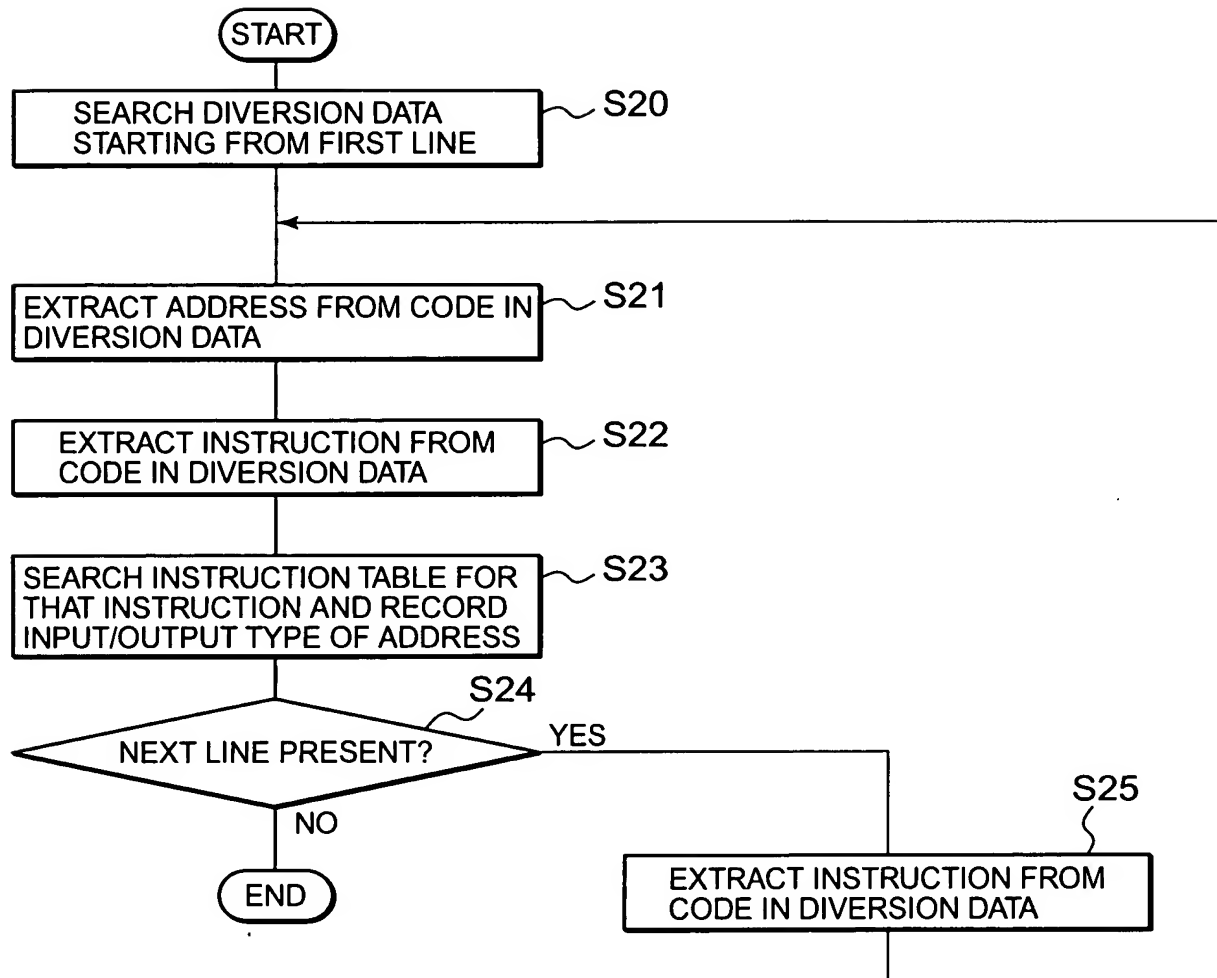 START
SEARCH DIVERSION DATA
STARTING FROM FIRST LINE
S20
EXTRACT ADDRESS FROM CODE IN
DIVERSION DATA
S21
EXTRACT INSTRUCTION FROM
CODE IN DIVERSION DATA
S22
SEARCH INSTRUCTION TABLE FOR
THAT INSTRUCTION AND RECORD
INPUT/OUTPUT TYPE OF ADDRESS
S23
S24
NEXT LINE PRESENT?
YES
NO
END
S25
EXTRACT INSTRUCTION FROM
CODE IN DIVERSION DATA